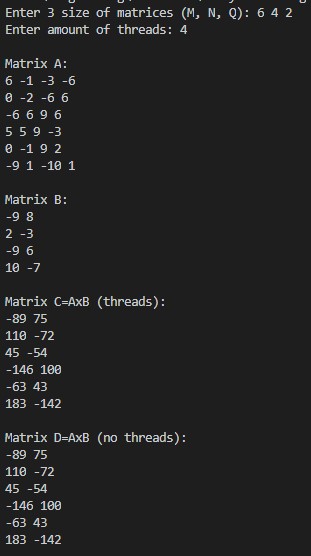 Enter 3 size of matrices (M, N, Q): 6 4 2
Enter amount of threads: 4
Matrix A:
6 -1 -3 -6
0 -2 -6 6
-6 6 9 6
5 5 9 -3
0 -1 9 2
-9 1 -10 1
Matrix B:
-9 8
2 -3
-9 6
10 -7
Matrix C=AxB (threads):
-89 75
110 -72
45 -54
-146 100
-63 43
183 -142
Matrix D=AxB (no threads):
-89 75
110 -72
45 -54
-146 100
-63 43
183 -142